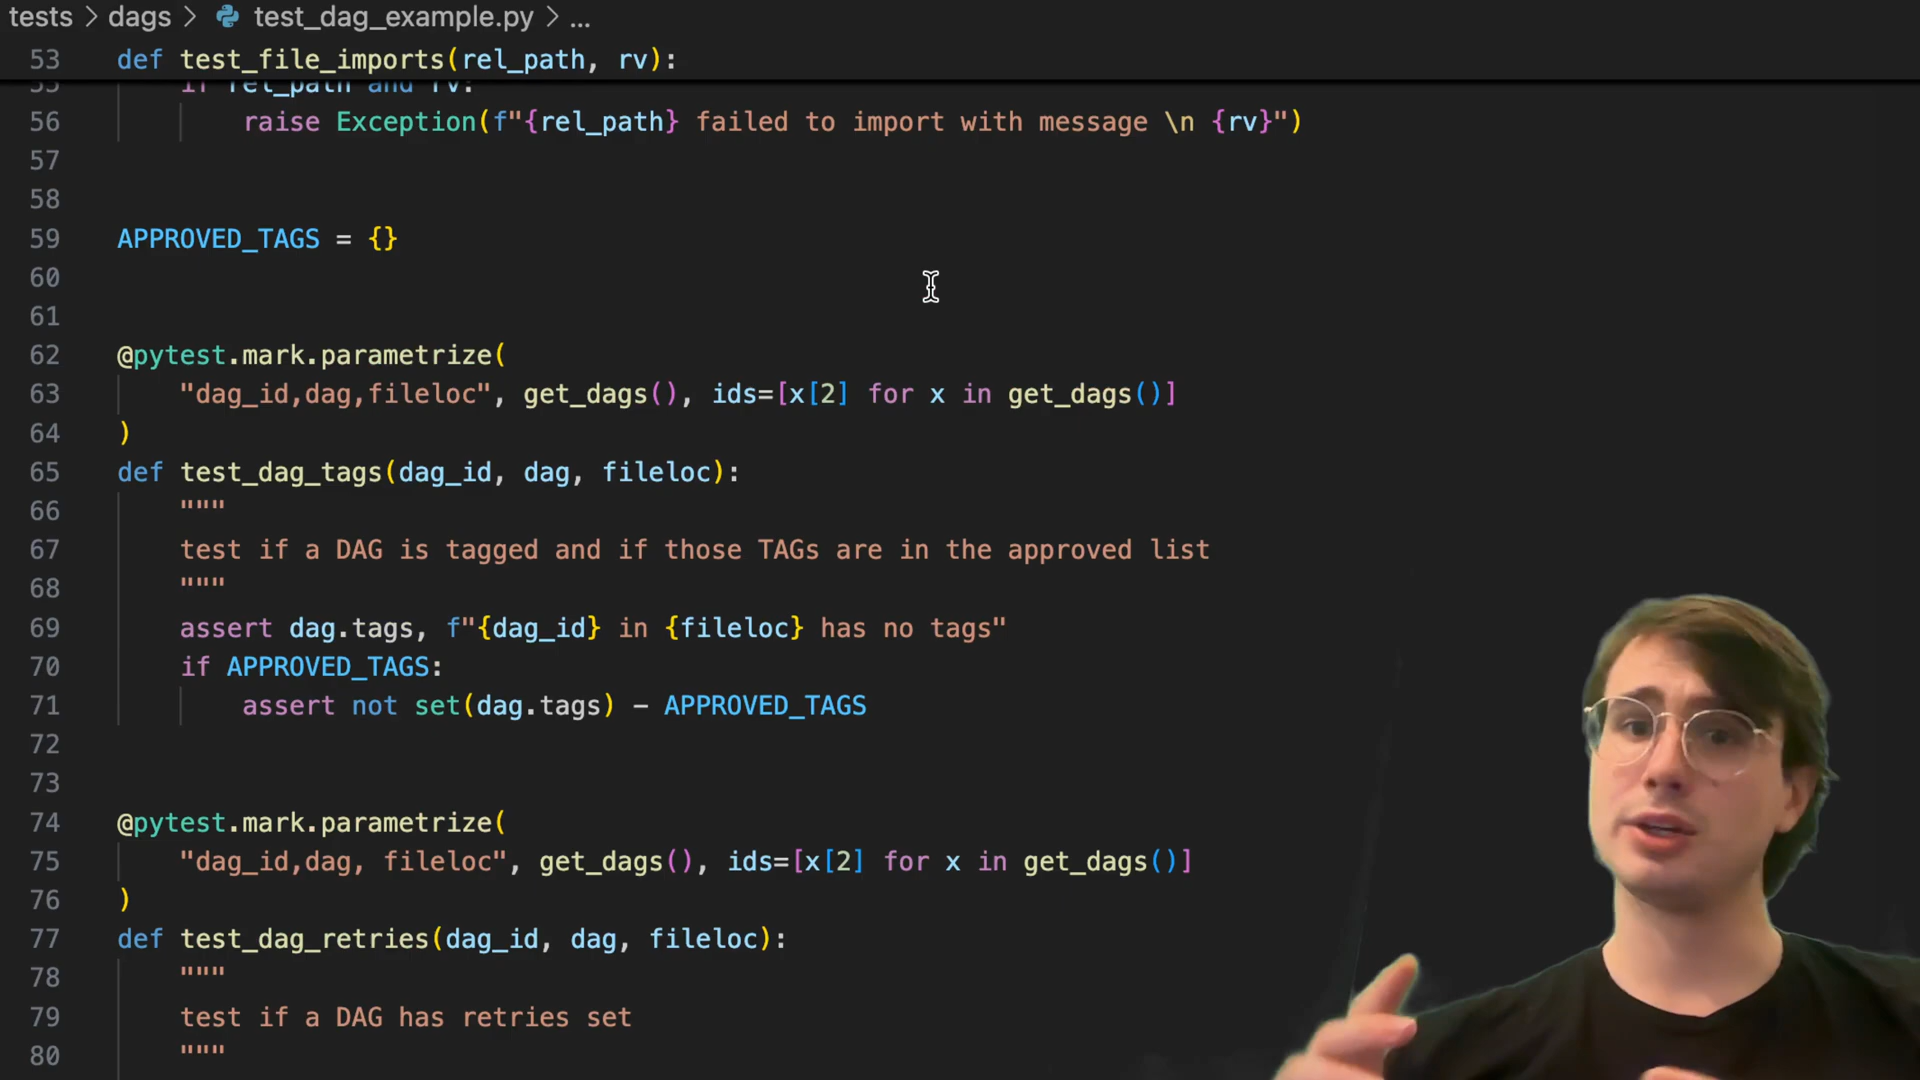 tests > dags > test_dag_example.py > ...
53 def test_file_imports(rel_path, rv):
55 if rel_path and rv:
56 raise Exception(f"{rel_path} failed to import with message \n {rv}")
57
58
59 APPROVED_TAGS = {}
60
61
62 @pytest.mark.parametrize(
63 "dag_id,dag,fileloc", get_dags(), ids=[x[2] for x in get_dags()]
64 )
65 def test_dag_tags(dag_id, dag, fileloc):
66 """
67 test if a DAG is tagged and if those TAGs are in the approved list
68 """
69 assert dag.tags, f"{dag_id} in {fileloc} has no tags"
70 if APPROVED_TAGS:
71 assert not set(dag.tags) - APPROVED_TAGS
72
73
74 @pytest.mark.parametrize(
75 "dag_id,dag, fileloc", get_dags(), ids=[x[2] for x in get_dags()]
76 )
77 def test_dag_retries(dag_id, dag, fileloc):
78 """
79 test if a DAG has retries set
80 """